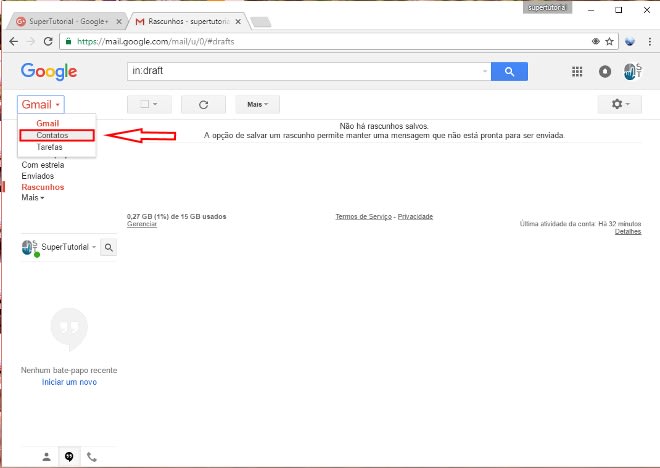 supertutorial
SuperTutorial - Google+
Rascunhos - supertutoria
https://mail.google.com/mail/u/0/#drafts
Google
in:draft
Gmail
Mais
Gmail
Contatos
Tarefas
Não há rascunhos salvos.
A opção de salvar um rascunho permite manter uma mensagem que não está pronta para ser enviada.
Com estrela
Enviados
Rascunhos
Mais
0,27 GB (1%) de 15 GB usados
Gerenciar
Termos de Serviço - Privacidade
Última atividade da conta: Há 32 minutos
Detalhes
SuperTutorial
Nenhum bate-papo recente
Iniciar um novo